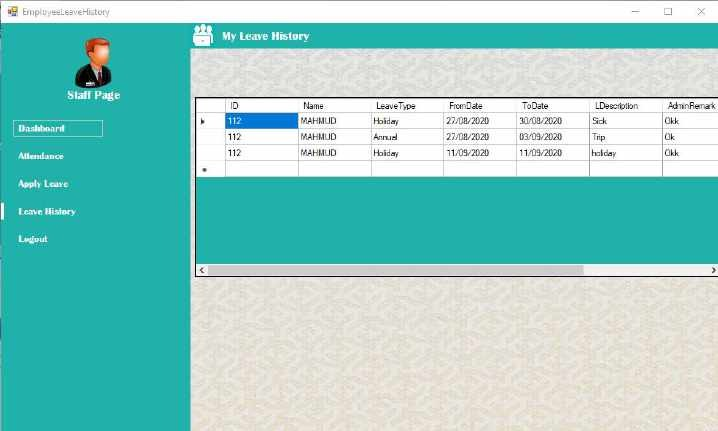 EmployeeLeaveHistory
My Leave History
Staff Page
Dashboard
Attendance
Apply Leave
Leave History
Logout
ID Name LeaveType FromDate ToDate LDescription AdminRemark
112 MAHMUD Holiday 27/08/2020 30/08/2020 Sick Okk
112 MAHMUD Annual 27/08/2020 03/09/2020 Trip Ok
112 MAHMUD Holiday 11/09/2020 11/09/2020 holiday Okk